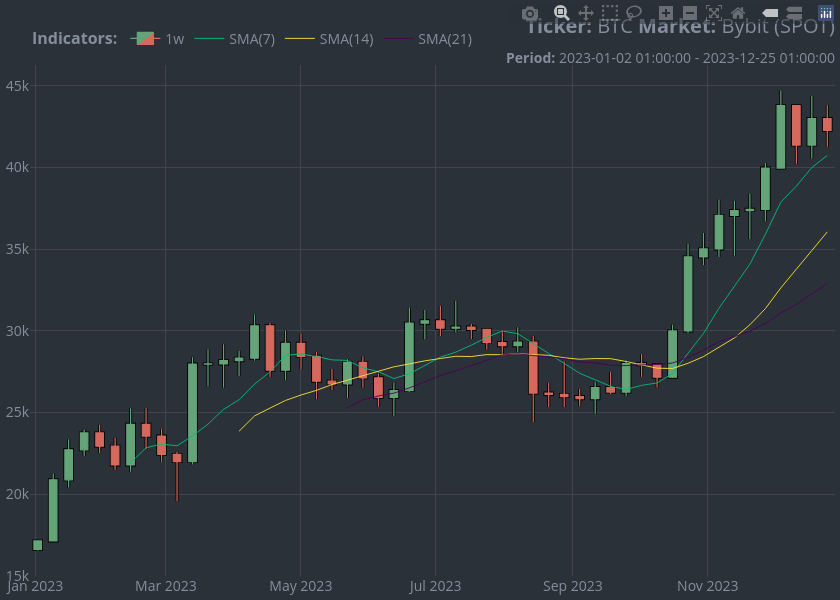 Ticker: BTC Market: Bybit (SPOT)
Indicators: 1w SMA(7) SMA(14) SMA(21)
Period: 2023-01-02 01:00:00 - 2023-12-25 01:00:00
45k
40k
35k
30k
25k
20k
15k
Jan 2023 Mar 2023 May 2023 Jul 2023 Sep 2023 Nov 2023